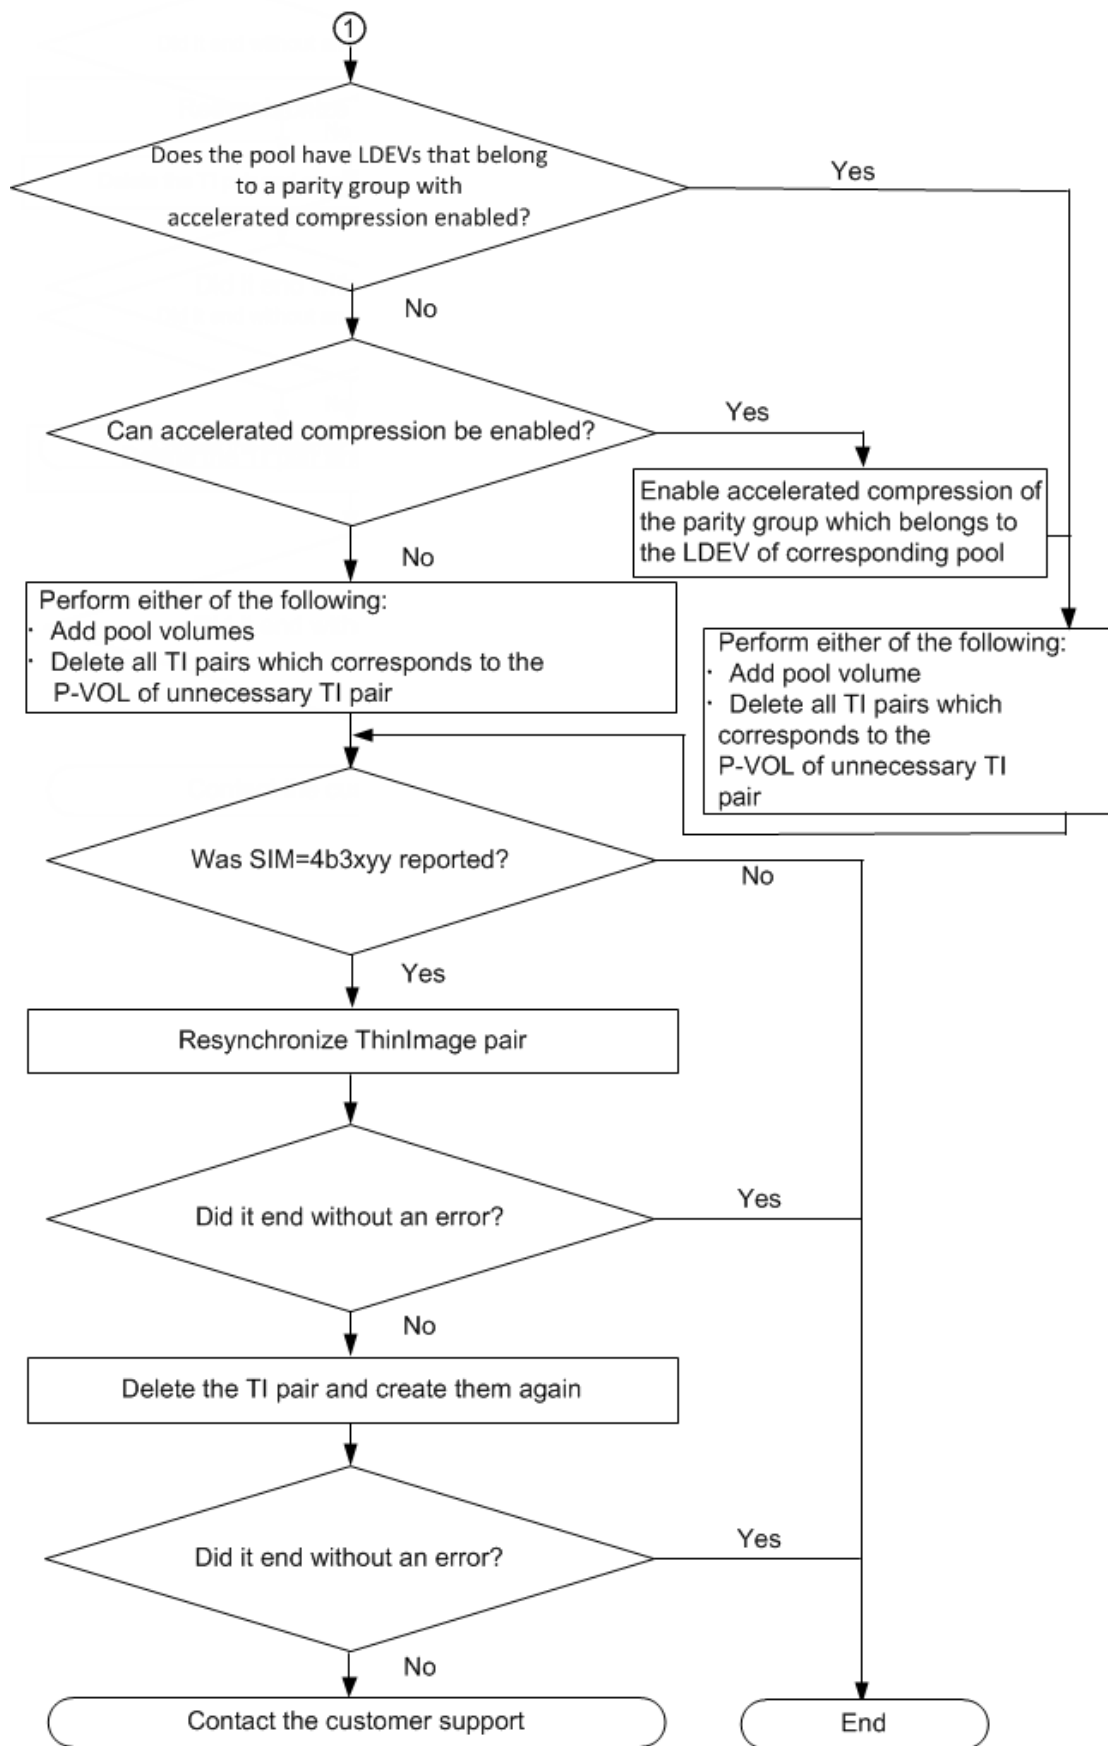 1
Does the pool have LDEVs that belong
to a parity group with
accelerated compression enabled?
Yes
No
Can accelerated compression be enabled?
Yes
Enable accelerated compression of
the parity group which belongs to
the LDEV of corresponding pool
No
Perform either of the following:
· Add pool volumes
· Delete all TI pairs which corresponds to the
P-VOL of unnecessary TI pair
Perform either of the following:
· Add pool volume
· Delete all TI pairs which
corresponds to the
P-VOL of unnecessary TI
pair
Was SIM=4b3xyy reported?
No
Yes
Resynchronize ThinImage pair
Did it end without an error?
Yes
No
Delete the TI pair and create them again
Did it end without an error?
Yes
No
Contact the customer support
End